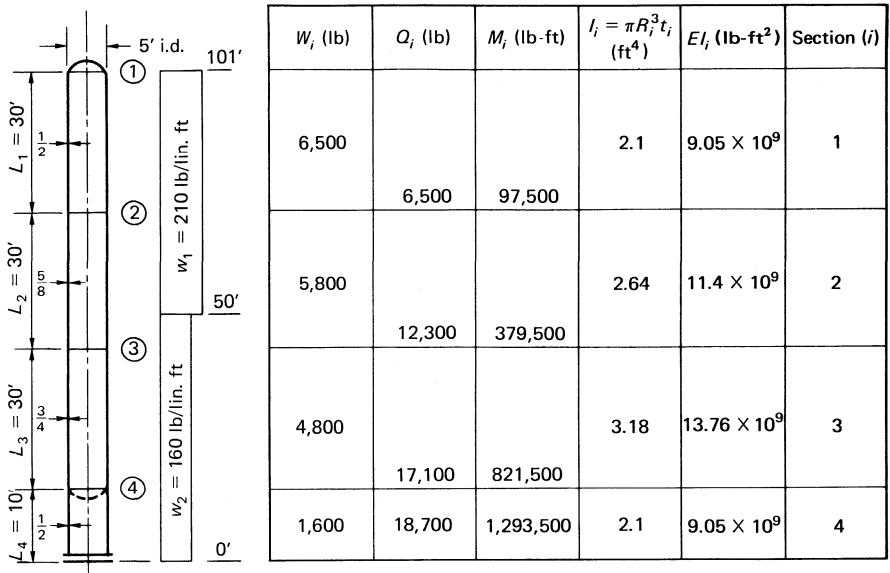 5′ i.d.
101′
①
L₁ = 30′
1/2
②
w₁ = 210 lb/lin. ft
L₂ = 30′
5/8
50′
③
L₃ = 30′
3/4
w₂ = 160 lb/lin. ft
④
L₄ = 10′
1/2
0′
Wᵢ (lb) Qᵢ (lb) Mᵢ (lb-ft) Iᵢ = πRᵢ³tᵢ (ft⁴) EIᵢ (lb-ft²) Section (i)
6,500 2.1 9.05 × 10⁹ 1
6,500 97,500
5,800 2.64 11.4 × 10⁹ 2
12,300 379,500
4,800 3.18 13.76 × 10⁹ 3
17,100 821,500
1,600 18,700 1,293,500 2.1 9.05 × 10⁹ 4